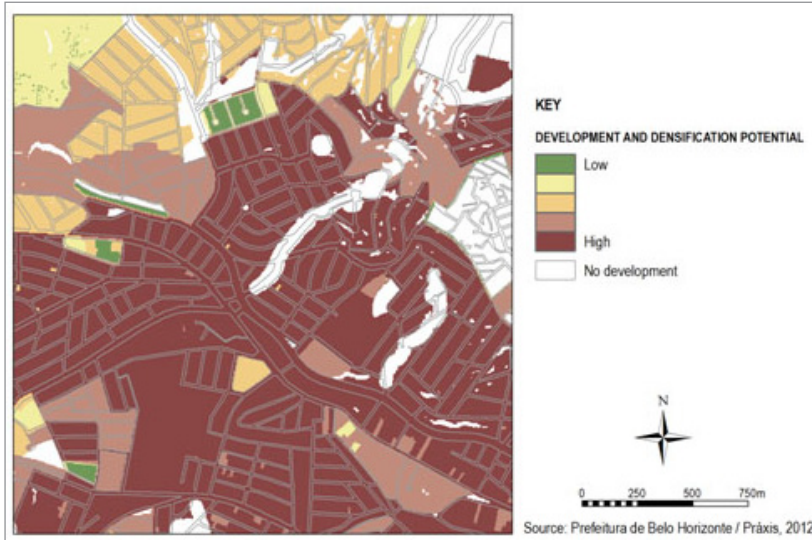 KEY
DEVELOPMENT AND DENSIFICATION POTENTIAL
Low
High
No development
N
0 250 500 750m
Source: Prefeitura de Belo Horizonte / Práxis, 2012